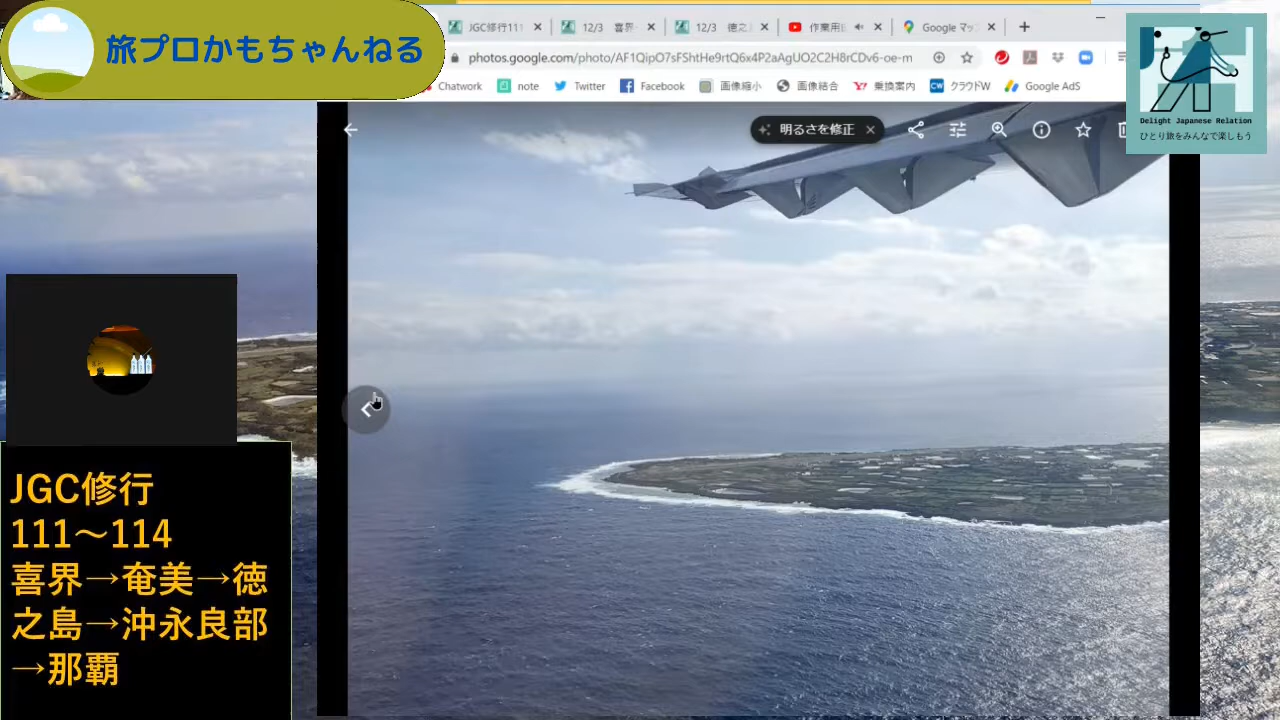 旅プロかもちゃんねる
JGC修行111
12/3 喜界
12/3 徳之
作業用
Google マッ
photos.google.com/photo/AF1QipO7sFShtHe9rtQ6x4P2aAgUO2C2H8rCDv6-oe-m
Chatwork
note
Twitter
Facebook
画像縮小
画像結合
乗換案内
クラウドW
Google AdS
明るさを修正
Delight Japanese Relation
ひとり旅をみんなで楽しもう
JGC修行
111～114
喜界→奄美→徳
之島→沖永良部
→那覇